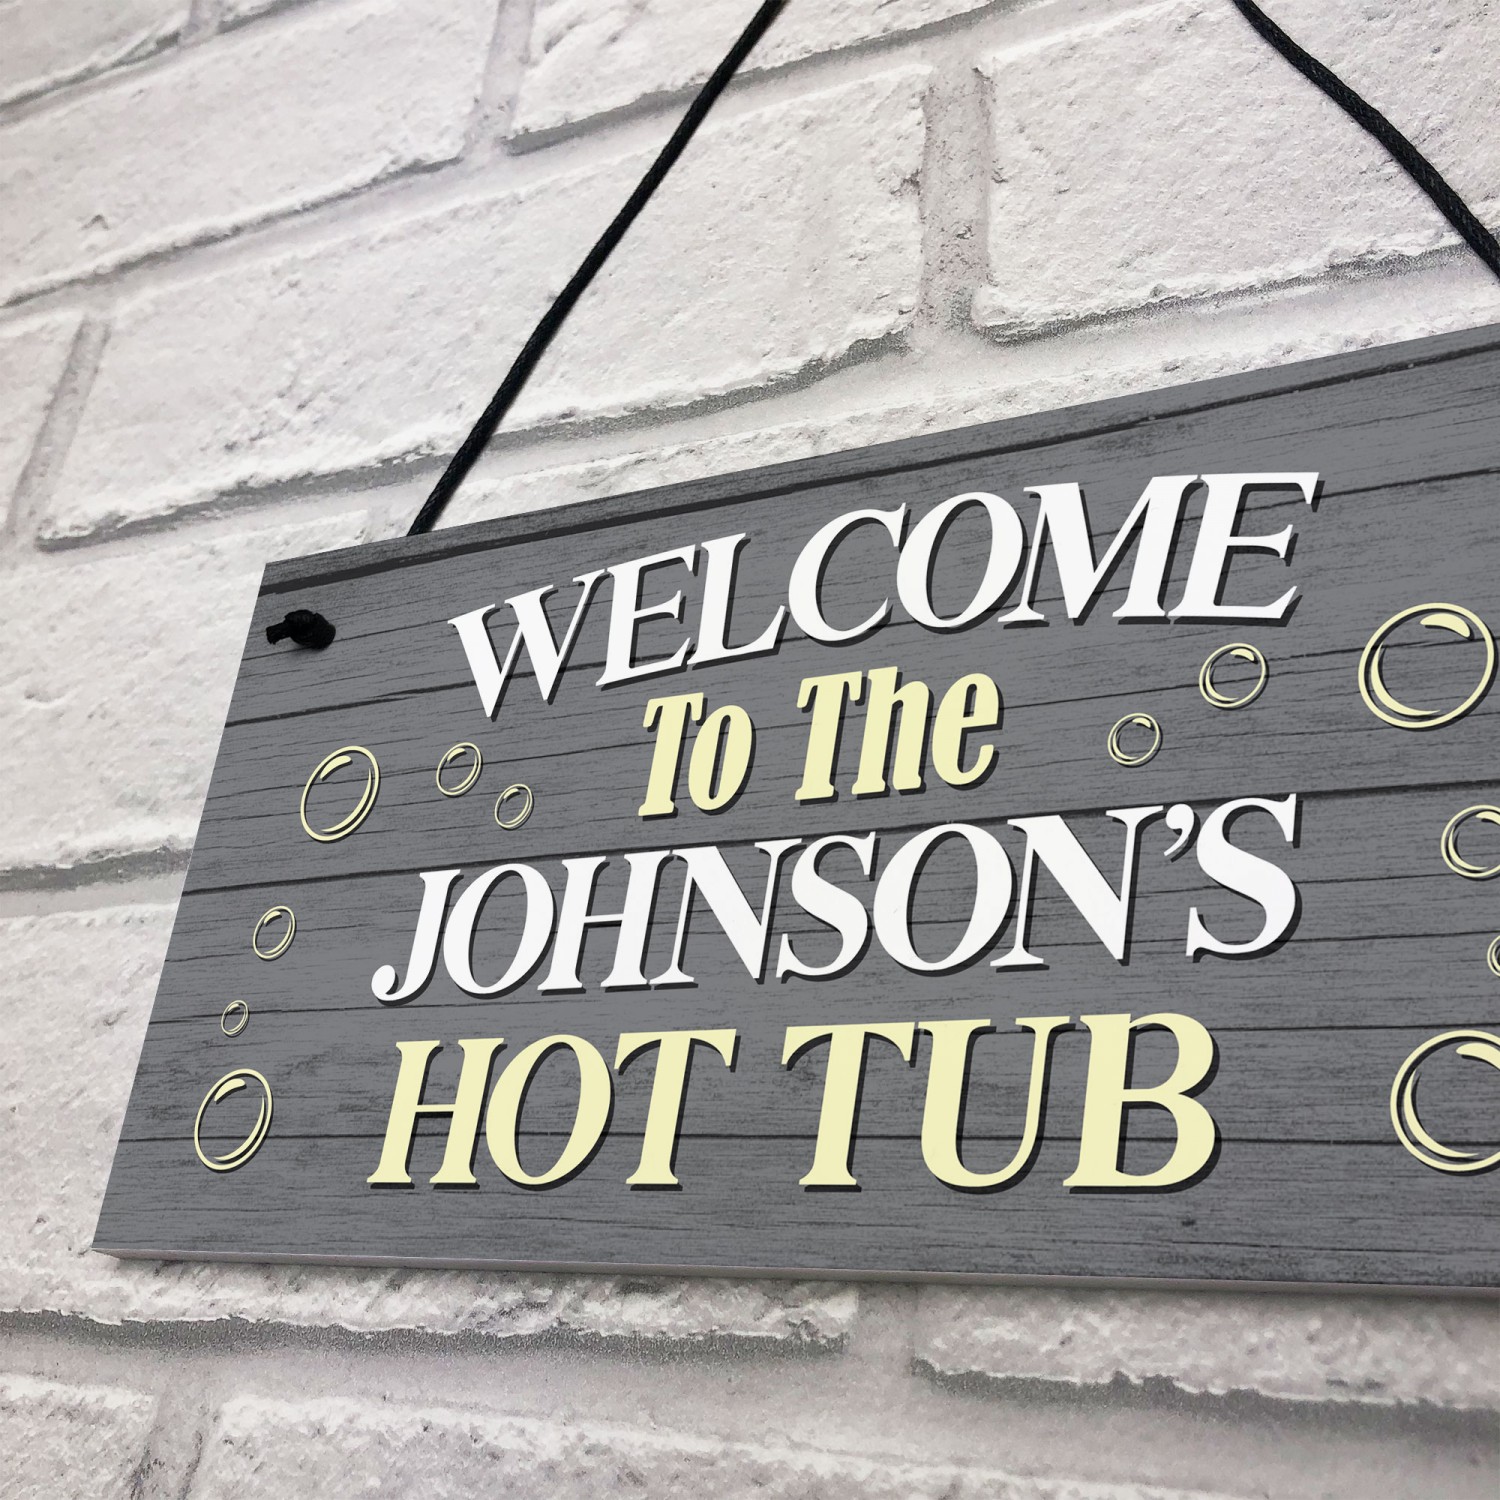 WELCOME
To The
JOHNSON'S
HOT TUB